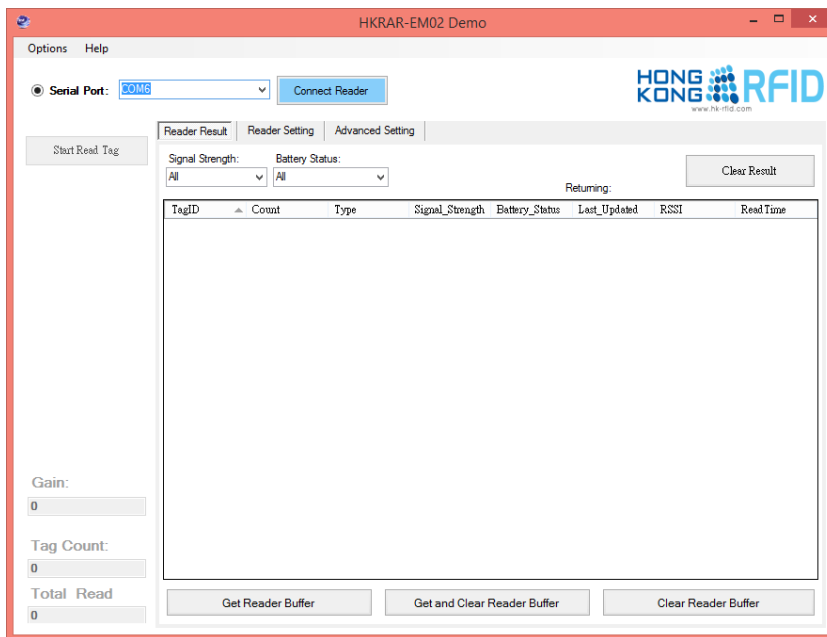 HKRAR-EM02 Demo
Options Help
Serial Port: COM6 Connect Reader
HONG KONG RFID
www.hk-rfid.com
Start Read Tag
Reader Result Reader Setting Advanced Setting
Signal Strength: Battery Status:
All All
Returning:
Clear Result
TagID Count Type Signal_Strength Battery_Status Last_Updated RSSI ReadTime
Gain:
0
Tag Count:
0
Total Read
0
Get Reader Buffer Get and Clear Reader Buffer Clear Reader Buffer